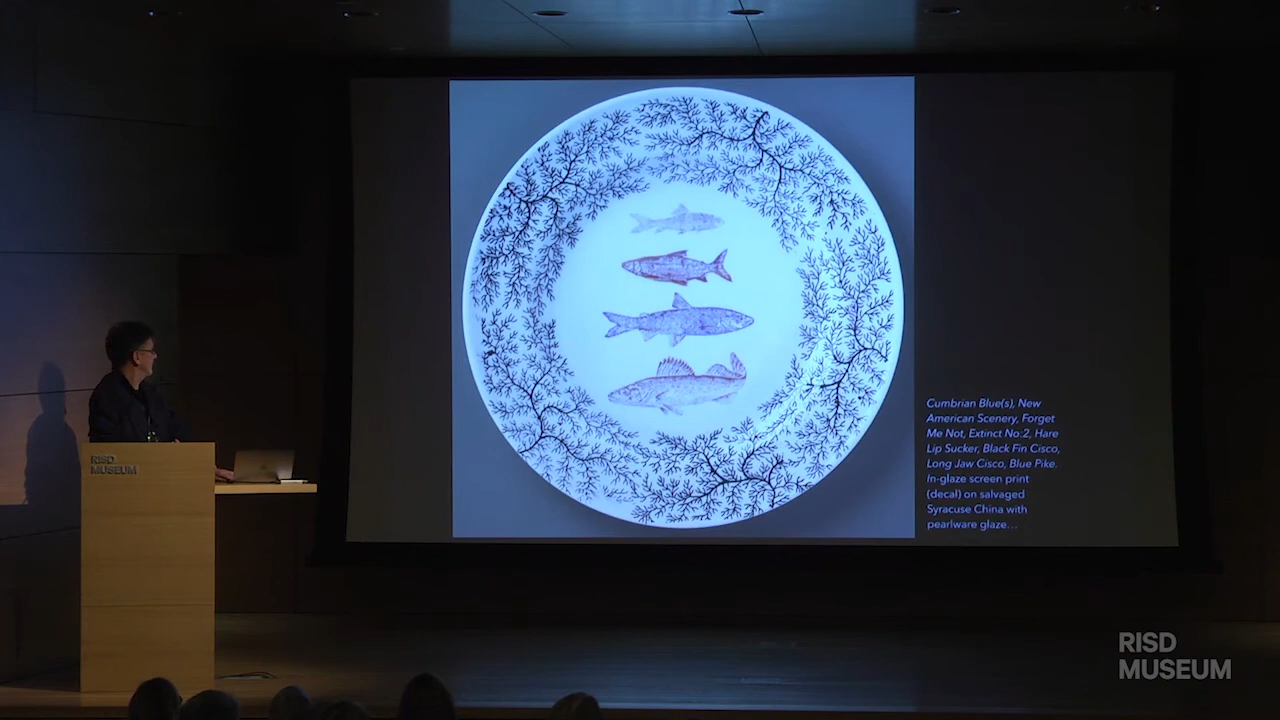 Cumbrian Blue(s), New
American Scenery, Forget
Me Not, Extinct No:2, Hare
Lip Sucker, Black Fin Cisco,
Long Jaw Cisco, Blue Pike.
In-glaze screen print
(decal) on salvaged
Syracuse China with
pearlware glaze...
RISD
MUSEUM
RISD
MUSEUM